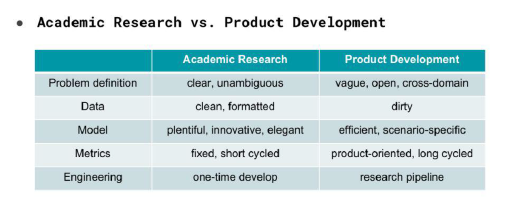 ● Academic Research vs. Product Development
Academic Research Product Development
Problem definition clear, unambiguous vague, open, cross-domain
Data clean, formatted dirty
Model plentiful, innovative, elegant efficient, scenario-specific
Metrics fixed, short cycled product-oriented, long cycled
Engineering one-time develop research pipeline